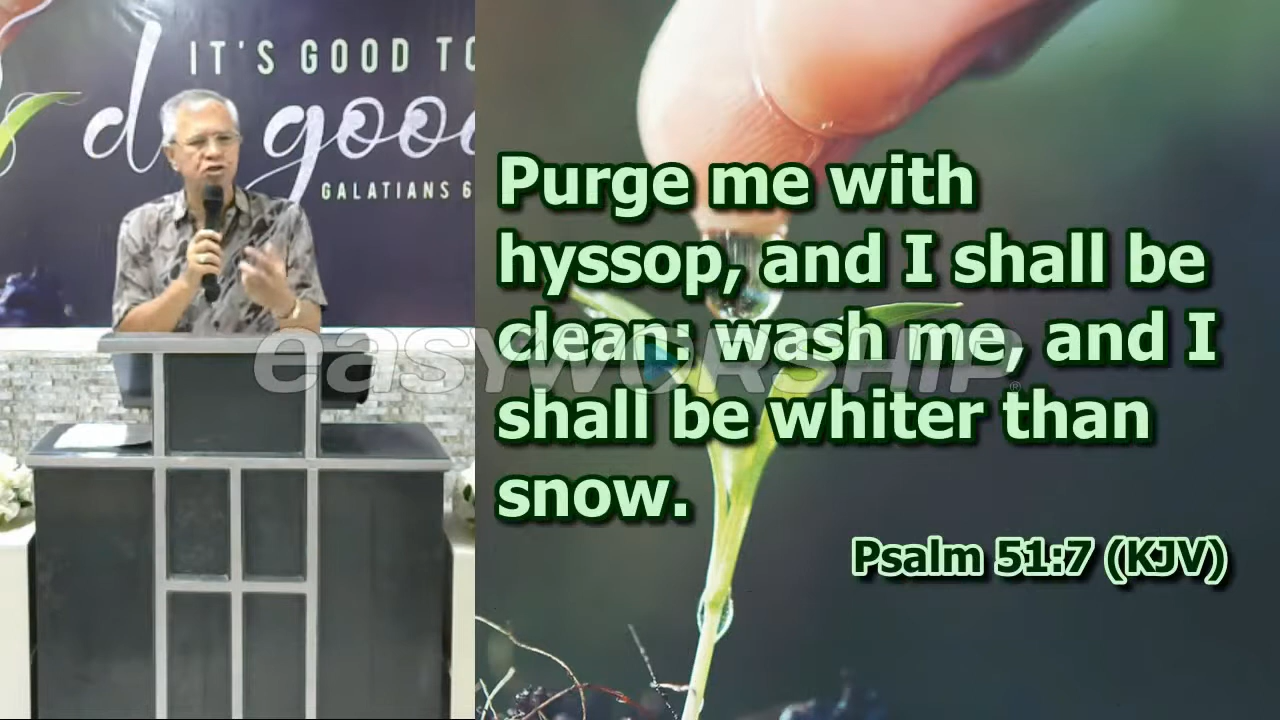 IT'S GOOD TO
do good
GALATIANS 6
Purge me with
hyssop, and I shall be
clean: wash me, and I
shall be whiter than
snow.
Psalm 51:7 (KJV)
easyWORSHIP®